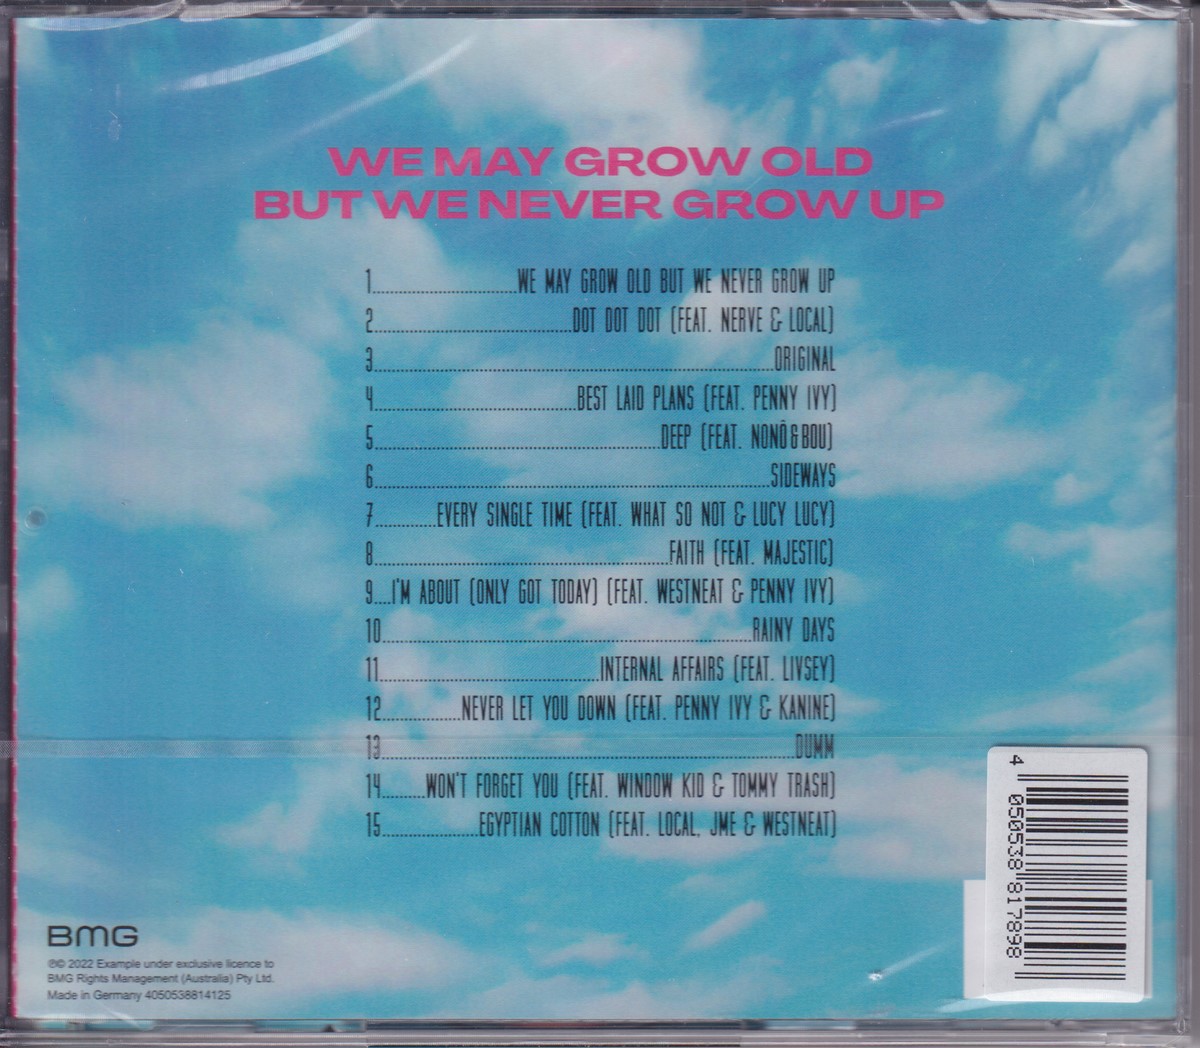 WE MAY GROW OLD
BUT WE NEVER GROW UP
1..........WE MAY GROW OLD BUT WE NEVER GROW UP
2..........DOT DOT DOT (FEAT. NERVE & LOCAL)
3..........ORIGINAL
4..........BEST LAID PLANS (FEAT. PENNY IVY)
5..........DEEP (FEAT. NONÔ & BOU)
6..........SIDEWAYS
7..........EVERY SINGLE TIME (FEAT. WHAT SO NOT & LUCY LUCY)
8..........FAITH (FEAT. MAJESTIC)
9....I'M ABOUT (ONLY GOT TODAY) (FEAT. WESTNEAT & PENNY IVY)
10..........RAINY DAYS
11..........INTERNAL AFFAIRS (FEAT. LIVSEY)
12..........NEVER LET YOU DOWN (FEAT. PENNY IVY & KANINE)
13..........DUMM
14..........WON'T FORGET YOU (FEAT. WINDOW KID & TOMMY TRASH)
15..........EGYPTIAN COTTON (FEAT. LOCAL, JME & WESTNEAT)
4 050538 817898
BMG
℗© 2022 Example under exclusive licence to
BMG Rights Management (Australia) Pty Ltd.
Made in Germany 4050538814125